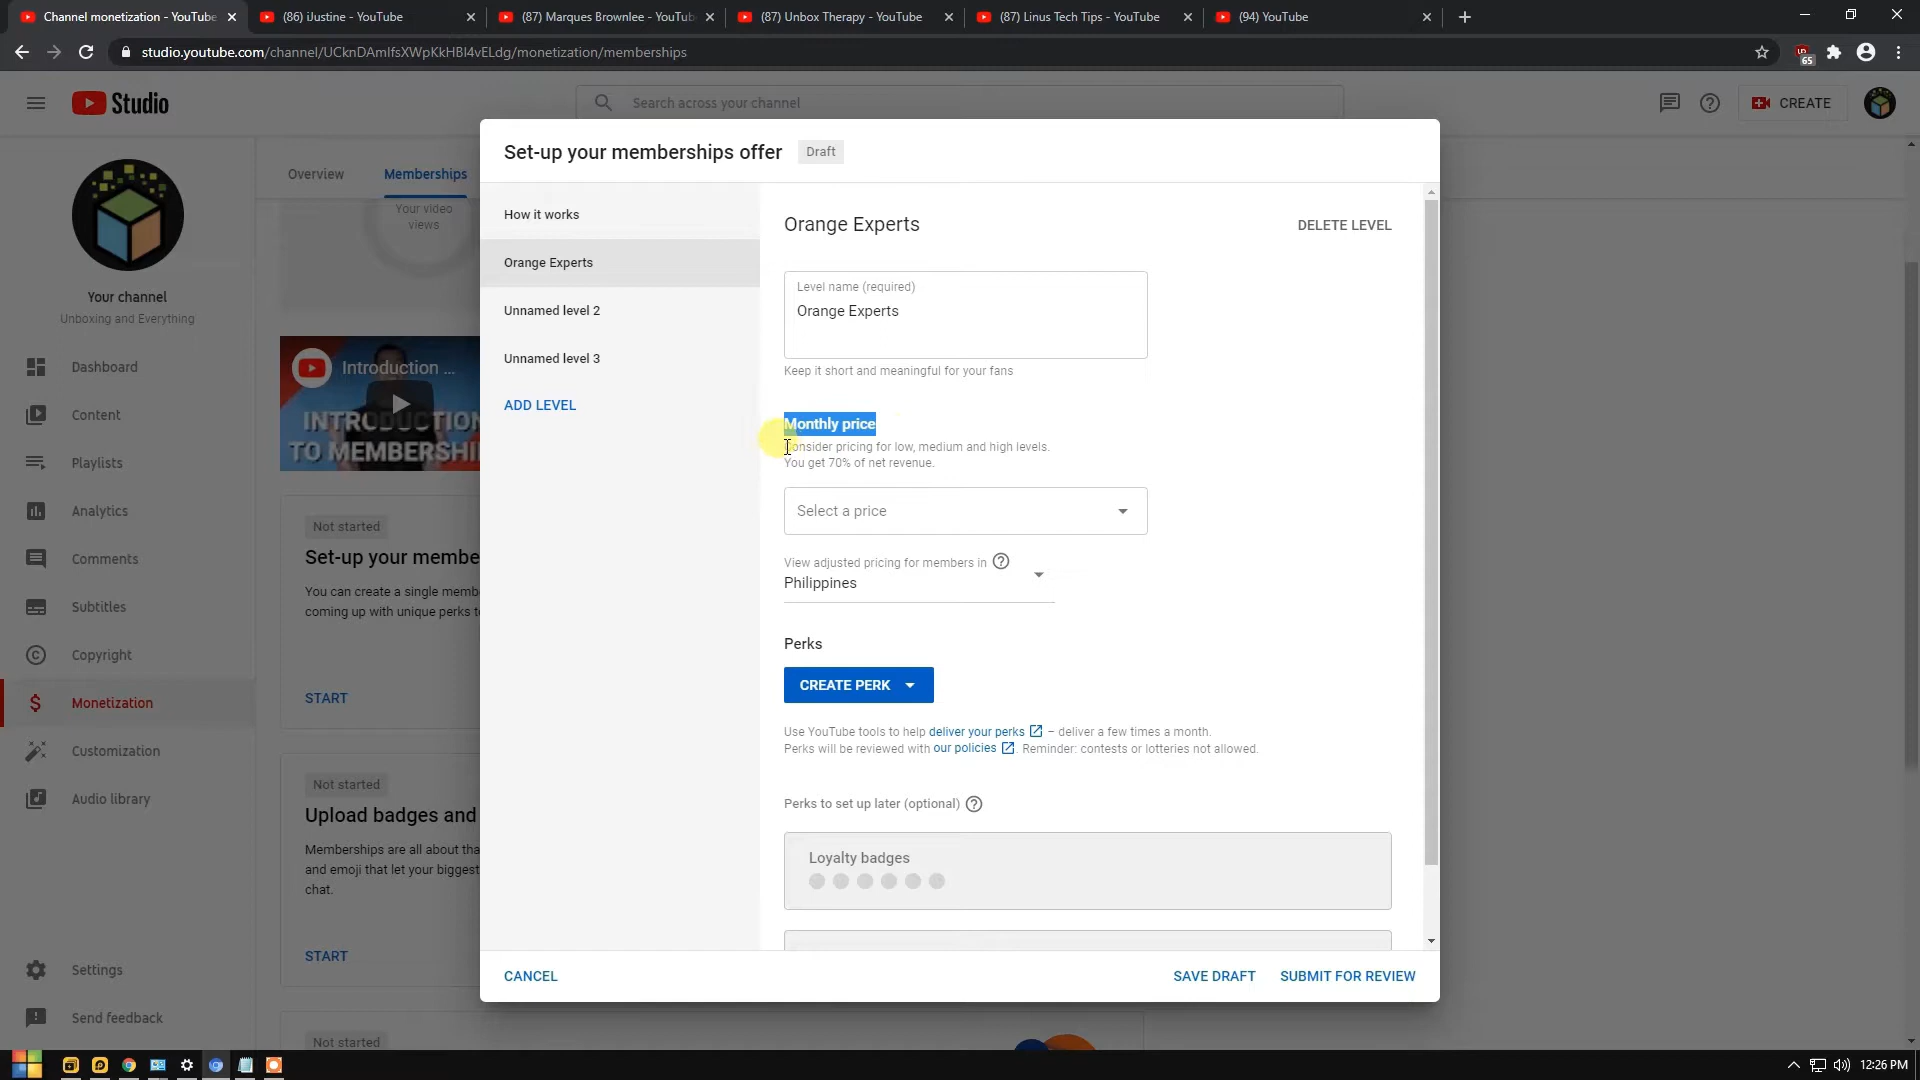 Channel monetization - YouTube
(86) iJustine - YouTube
(87) Marques Brownlee - YouTub
(87) Unbox Therapy - YouTube
(87) Linus Tech Tips - YouTube
(94) YouTube
studio.youtube.com/channel/UCknDAmIfsXWpKkHBI4vELdg/monetization/memberships
65
Studio
Search across your channel
CREATE
Your channel
Unboxing and Everything
Dashboard
Content
Playlists
Analytics
Comments
Subtitles
Copyright
Monetization
Customization
Audio library
Settings
Send feedback
Overview
Memberships
Your video
views
Introduction ...
INTRODUCTION
TO MEMBERSH
Not started
Set-up your membe
You can create a single memb
coming up with unique perks t
START
Not started
Upload badges and
Memberships are all about tha
and emoji that let your biggest
chat.
START
Not started
Set-up your memberships offer
Draft
How it works
Orange Experts
Unnamed level 2
Unnamed level 3
ADD LEVEL
Orange Experts
DELETE LEVEL
Level name (required)
Orange Experts
Keep it short and meaningful for your fans
Monthly price
Consider pricing for low, medium and high levels.
You get 70% of net revenue.
Select a price
View adjusted pricing for members in
Philippines
Perks
CREATE PERK
Use YouTube tools to help deliver your perks – deliver a few times a month.
Perks will be reviewed with our policies . Reminder: contests or lotteries not allowed.
Perks to set up later (optional)
Loyalty badges
CANCEL
SAVE DRAFT
SUBMIT FOR REVIEW
12:26 PM